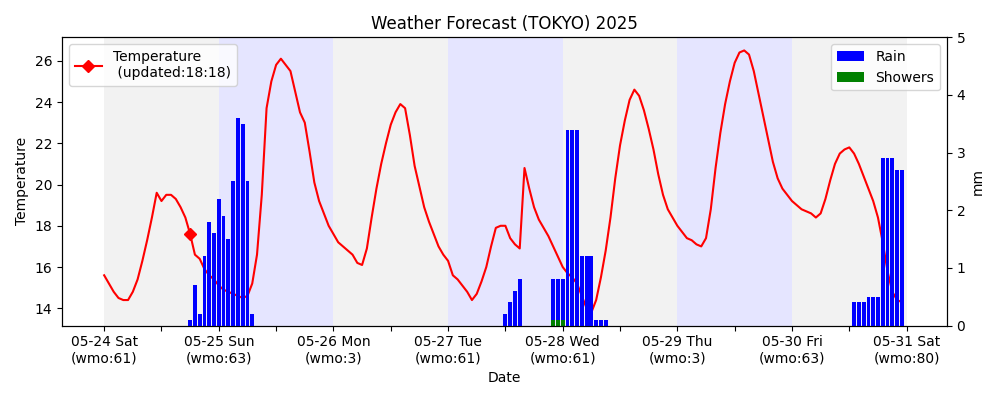 Weather Forecast (TOKYO) 2025
Temperature
(updated:18:18)
Rain
Showers
Temperature
26
24
22
20
18
16
14
5
4
3
2
1
0
mm
05-24 Sat
(wmo:61)
05-25 Sun
(wmo:63)
05-26 Mon
(wmo:3)
05-27 Tue
(wmo:61)
05-28 Wed
(wmo:61)
05-29 Thu
(wmo:3)
05-30 Fri
(wmo:63)
05-31 Sat
(wmo:80)
Date